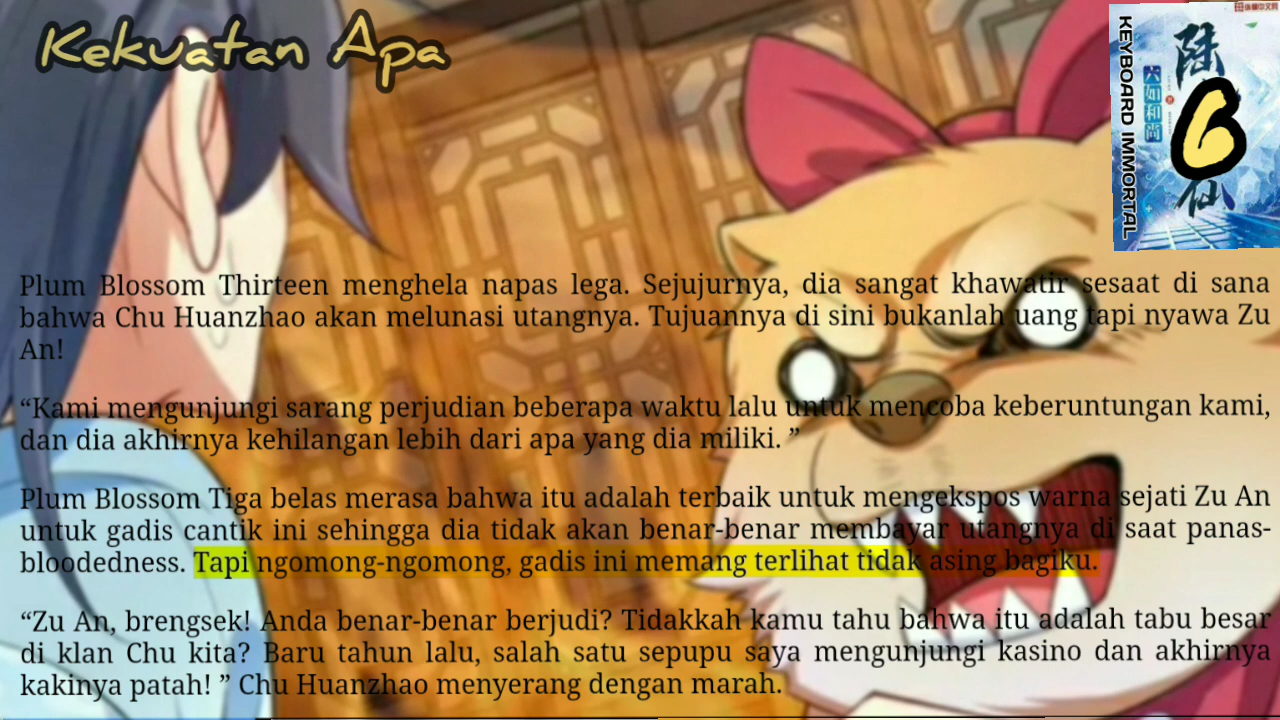 Kekuatan Apa
KEYBOARD IMMORTAL
陆
仙
六如和尚
6
Plum Blossom Thirteen menghela napas lega. Sejujurnya, dia sangat khawatir sesaat di sana
bahwa Chu Huanzhao akan melunasi utangnya. Tujuannya di sini bukanlah uang tapi nyawa Zu
An!
“Kami mengunjungi sarang perjudian beberapa waktu lalu untuk mencoba keberuntungan kami,
dan dia akhirnya kehilangan lebih dari apa yang dia miliki. ”
Plum Blossom Tiga belas merasa bahwa itu adalah terbaik untuk mengekspos warna sejati Zu An
untuk gadis cantik ini sehingga dia tidak akan benar-benar membayar utangnya di saat panas-
bloodedness. Tapi ngomong-ngomong, gadis ini memang terlihat tidak asing bagiku.
“Zu An, brengsek! Anda benar-benar berjudi? Tidakkah kamu tahu bahwa itu adalah tabu besar
di klan Chu kita? Baru tahun lalu, salah satu sepupu saya mengunjungi kasino dan akhirnya
kakinya patah! ” Chu Huanzhao menyerang dengan marah.